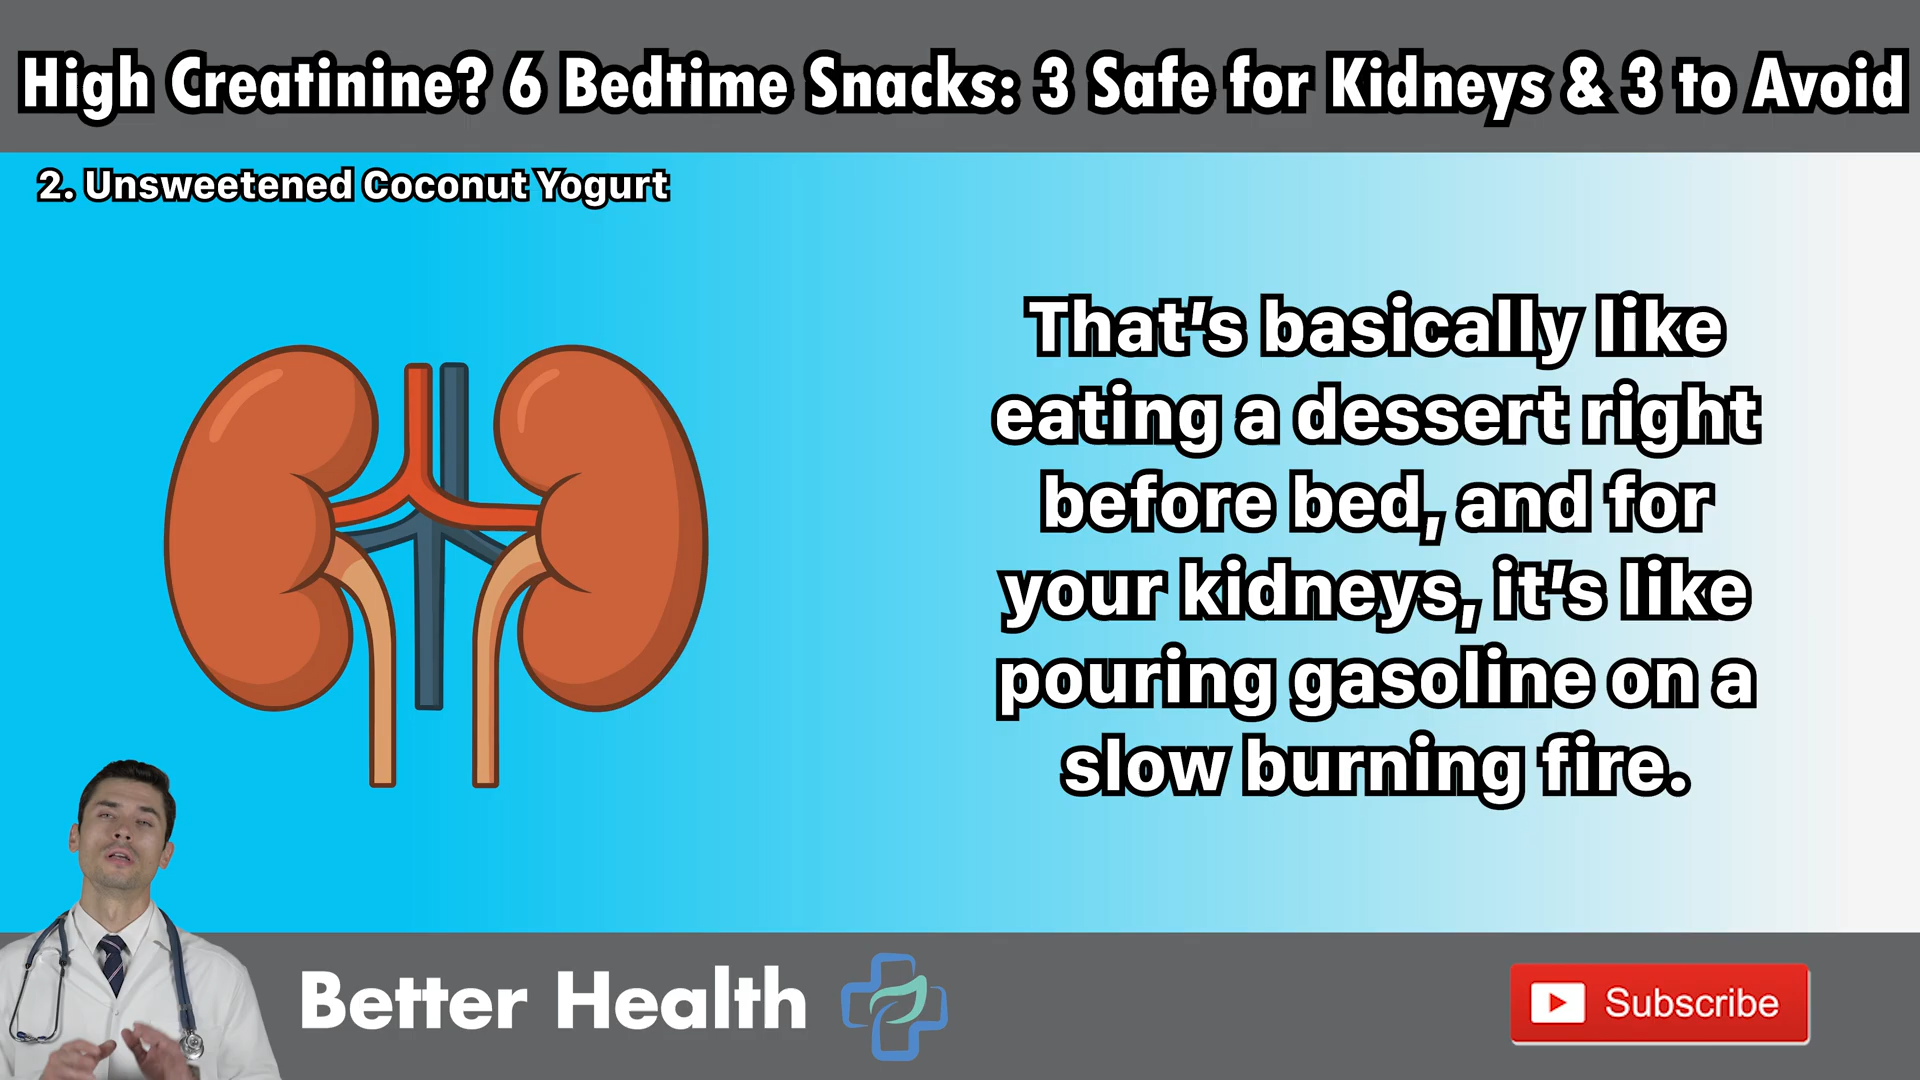 High Creatinine? 6 Bedtime Snacks: 3 Safe for Kidneys & 3 to Avoid
2. Unsweetened Coconut Yogurt
That’s basically like
eating a dessert right
before bed, and for
your kidneys, it’s like
pouring gasoline on a
slow burning fire.
Better Health
Subscribe